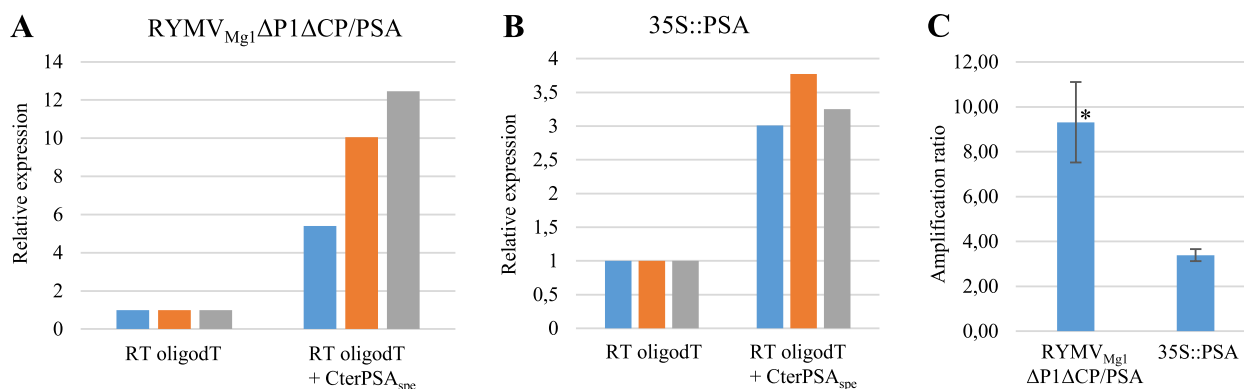 A
RYMVMg1ΔP1ΔCP/PSA
Relative expression
14
12
10
8
6
4
2
0
RT oligodT
RT oligodT
+ CterPSAspe
B
35S::PSA
Relative expression
4
3,5
3
2,5
2
1,5
1
0,5
0
RT oligodT
RT oligodT
+ CterPSAspe
C
Amplification ratio
12,00
10,00
8,00
6,00
4,00
2,00
0,00
*
RYMVMg1
ΔP1ΔCP/PSA
35S::PSA